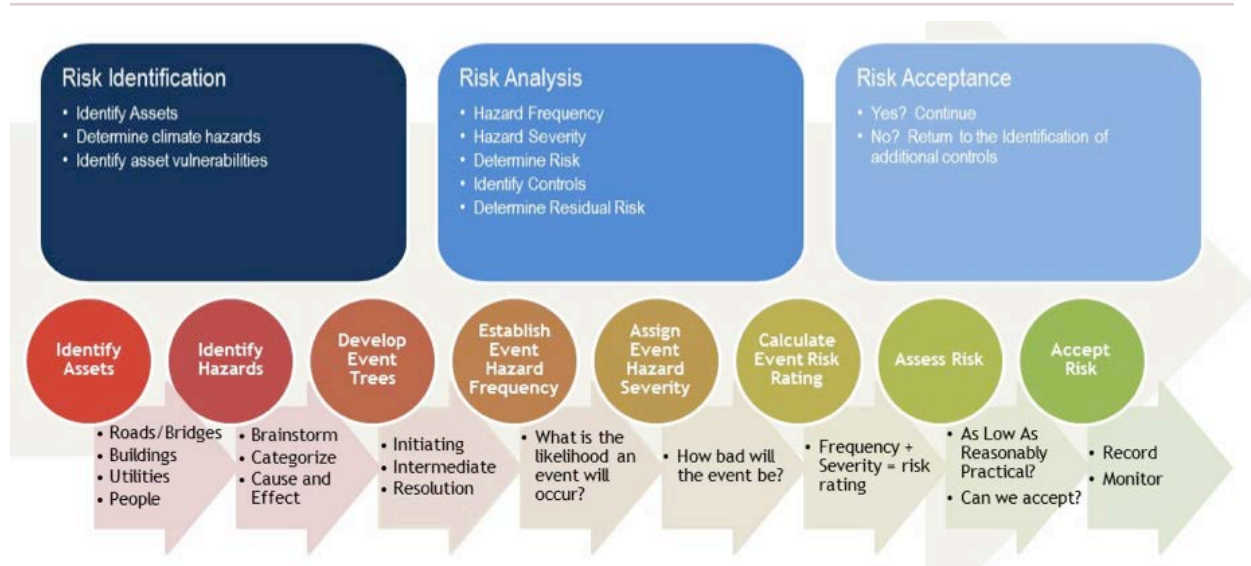 Risk Identification
• Identify Assets
• Determine climate hazards
• Identify asset vulnerabilities
Risk Analysis
• Hazard Frequency
• Hazard Severity
• Determine Risk
• Identify Controls
• Determine Residual Risk
Risk Acceptance
• Yes? Continue
• No? Return to the Identification of
additional controls
Identify
Assets
• Roads/Bridges
• Buildings
• Utilities
• People
Identify
Hazards
• Brainstorm
• Categorize
• Cause and
Effect
Develop
Event
Trees
• Initiating
• Intermediate
• Resolution
Establish
Event
Hazard
Frequency
• What is the
likelihood an
event will
occur?
Assign
Event
Hazard
Severity
• How bad will
the event be?
Calculate
Event Risk
Rating
• Frequency +
Severity = risk
rating
Assess Risk
• As Low As
Reasonably
Practical?
• Can we accept?
Accept
Risk
• Record
• Monitor